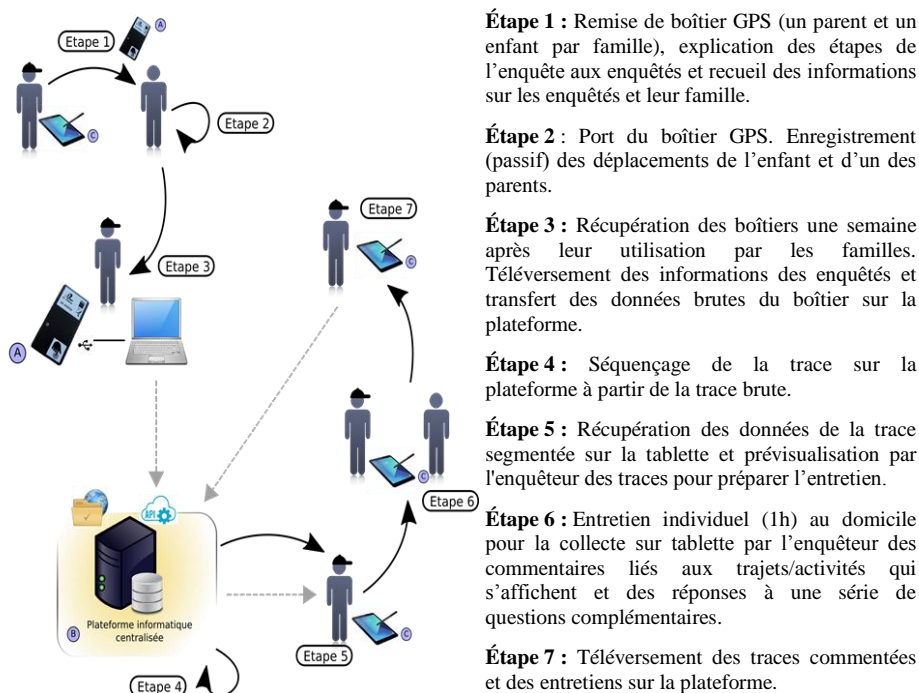 Etape 1
A
C
Etape 2
Etape 7
C
Etape 3
A
C
Etape 6
API
Plateforme informatique
centralisée
B
C
Etape 5
Etape 4
Étape 1 : Remise de boîtier GPS (un parent et un
enfant par famille), explication des étapes de
l’enquête aux enquêtés et recueil des informations
sur les enquêtés et leur famille.
Étape 2 : Port du boîtier GPS. Enregistrement
(passif) des déplacements de l’enfant et d’un des
parents.
Étape 3 : Récupération des boîtiers une semaine
après leur utilisation par les familles.
Téléversement des informations des enquêtés et
transfert des données brutes du boîtier sur la
plateforme.
Étape 4 : Séquençage de la trace sur la
plateforme à partir de la trace brute.
Étape 5 : Récupération des données de la trace
segmentée sur la tablette et prévisualisation par
l'enquêteur des traces pour préparer l’entretien.
Étape 6 : Entretien individuel (1h) au domicile
pour la collecte sur tablette par l’enquêteur des
commentaires liés aux trajets/activités qui
s’affichent et des réponses à une série de
questions complémentaires.
Étape 7 : Téléversement des traces commentées
et des entretiens sur la plateforme.